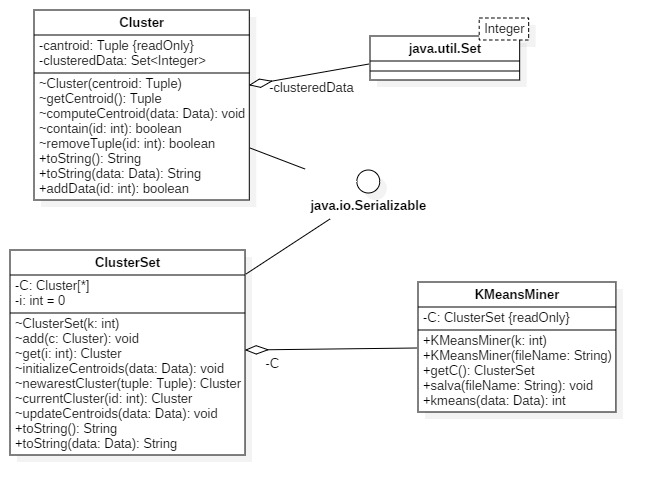 Cluster
-cantroid: Tuple {readOnly}
-clusteredData: Set<Integer>
~Cluster(centroid: Tuple)
~getCentroid(): Tuple
~computeCentroid(data: Data): void
~contain(id: int): boolean
~removeTuple(id: int): boolean
+toString(): String
+toString(data: Data): String
+addData(id: int): boolean
Integer
java.util.Set
-clusteredData
java.io.Serializable
ClusterSet
-C: Cluster[*]
-i: int = 0
~ClusterSet(k: int)
~add(c: Cluster): void
~get(i: int): Cluster
~initializeCentroids(data: Data): void
~newarestCluster(tuple: Tuple): Cluster
~currentCluster(id: int): Cluster
~updateCentroids(data: Data): void
+toString(): String
+toString(data: Data): String
-C
KMeansMiner
-C: ClusterSet {readOnly}
+KMeansMiner(k: int)
+KMeansMiner(fileName: String)
+getC(): ClusterSet
+salva(fileName: String): void
+kmeans(data: Data): int